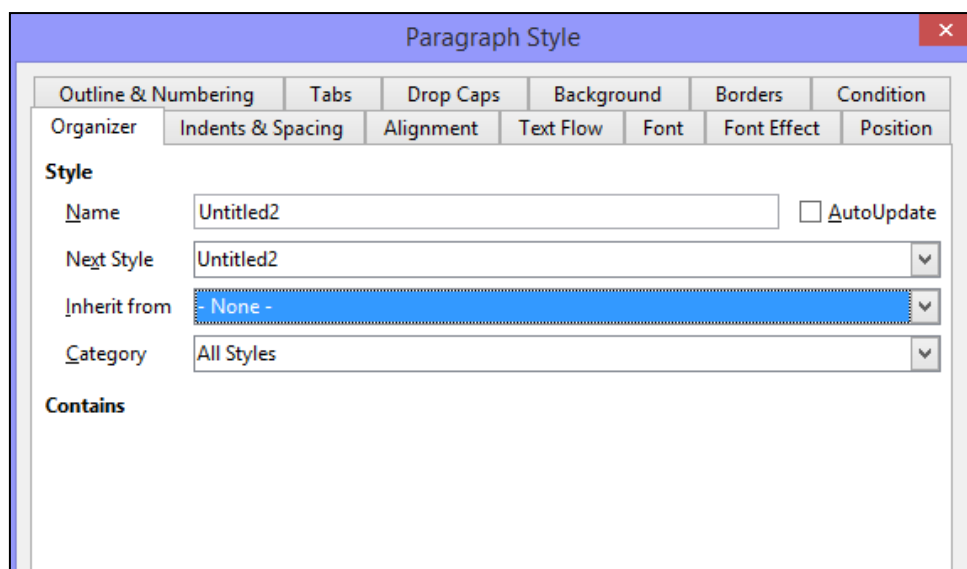 Paragraph Style
Outline & Numbering Tabs Drop Caps Background Borders Condition
Organizer Indents & Spacing Alignment Text Flow Font Font Effect Position
Style
Name Untitled2 AutoUpdate
Next Style Untitled2
Inherit from - None -
Category All Styles
Contains